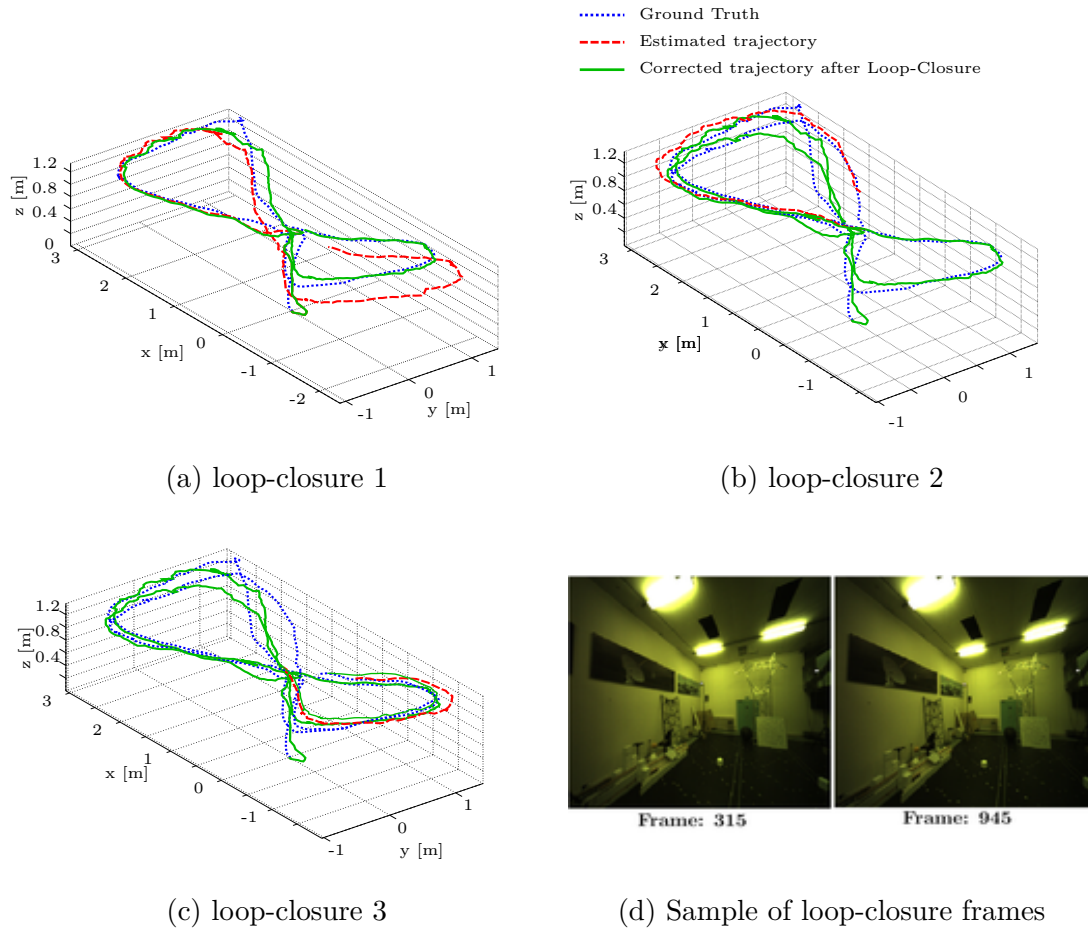 Ground Truth
Estimated trajectory
Corrected trajectory after Loop-Closure
1.2
0.8
0.4
0
z [m]
3
2
1
0
-1
-2
x [m]
-1
0
1
y [m]
(a) loop-closure 1
1.2
0.8
0.4
z [m]
3
2
1
0
-1
-1
0
1
(b) loop-closure 2
1.2
0.8
0.4
z [m]
3
2
1
0
-1
x [m]
-1
0
1
y [m]
(c) loop-closure 3
Frame: 315
Frame: 945
(d) Sample of loop-closure frames